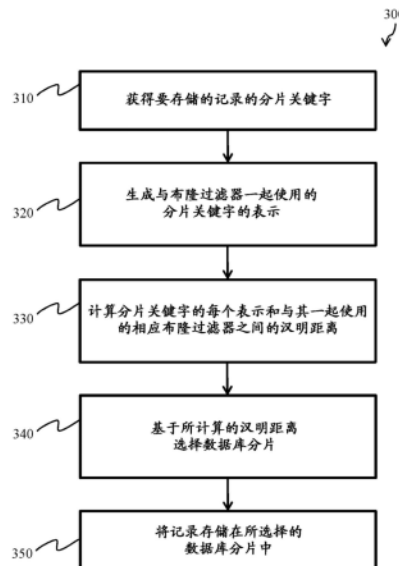 300
310
获得要存储的记录的分片关键字
320
生成与布隆过滤器一起使用的
分片关键字的表示
330
计算分片关键字的每个表示和与其一起使用
的相应布隆过滤器之间的汉明距离
340
基于所计算的汉明距离
选择数据库分片
350
将记录存储在所选择的
数据库分片中